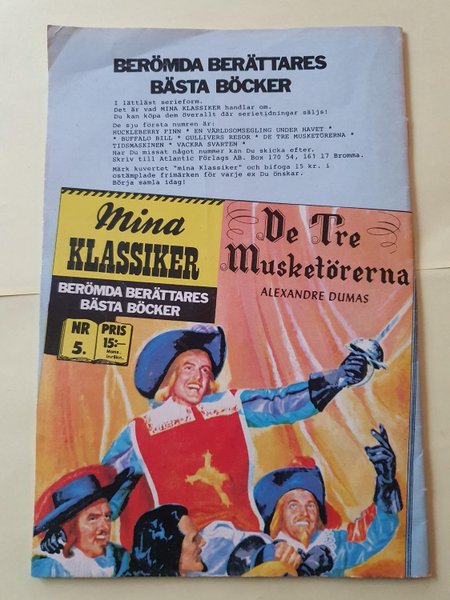 BERÖMDA BERÄTTARES
BÄSTA BÖCKER
I lättläst serieform.
Det är vad MINA KLASSIKER handlar om.
Du kan köpa dem överallt där serietidningar säljs!
De sju första numren är:
HUCKLEBERRY FINN * EN VÄRLDSOMSEGLING UNDER HAVET *
* BUFFALO BILL * GULLIVERS RESOR * DE TRE MUSKETÖRERNA *
TIDSMASKINEN * VACKRA SVARTEN *
Har Du missat något nummer kan Du skicka efter.
Skriv till Atlantic Förlags AB. Box 170 54, 161 17 Bromma.
Märk kuvertet "mina Klassiker" och bifoga 15 kr. i
ostämplade frimärken för varje ex Du önskar.
Börja samla idag!
Mina
KLASSIKER
BERÖMDA BERÄTTARES
BÄSTA BÖCKER
NR
5.
PRIS
15:—
Moms
inräkn.
De Tre
Musketörerna
ALEXANDRE DUMAS